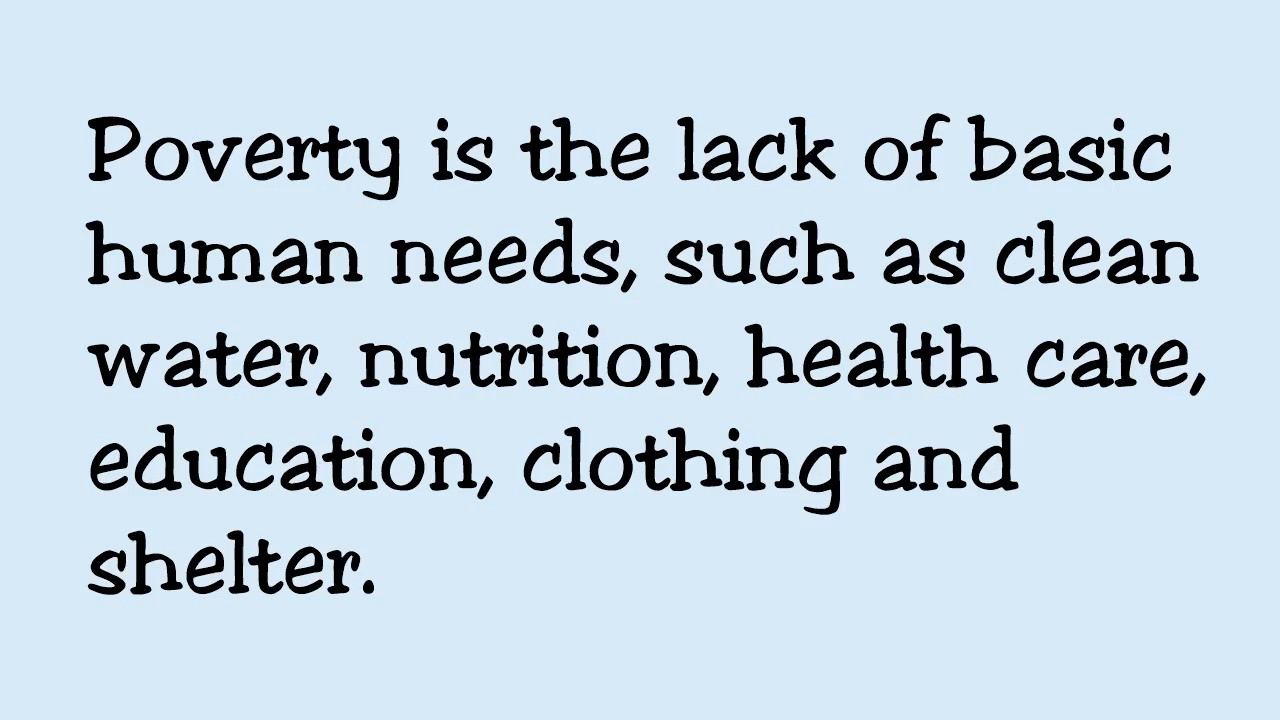 Poverty is the lack of basic
human needs, such as clean
water, nutrition, health care,
education, clothing and
shelter.